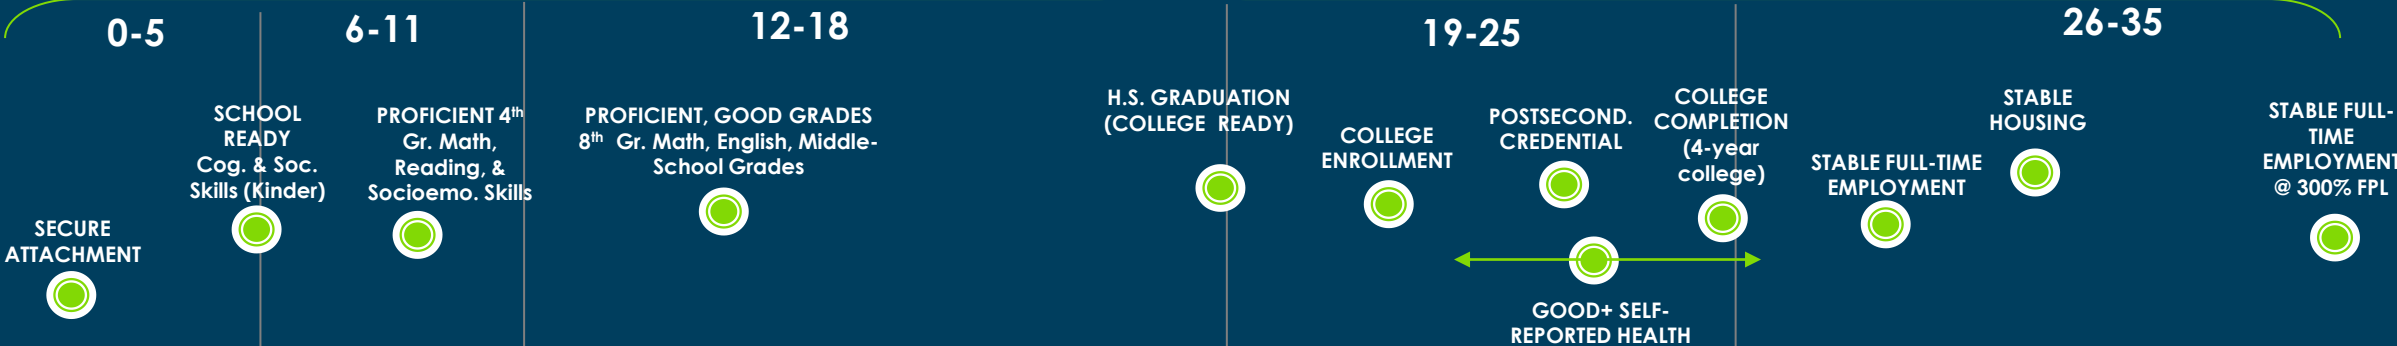 0-5
6-11
12-18
19-25
26-35
SECURE
ATTACHMENT
SCHOOL
READY
Cog. & Soc.
Skills (Kinder)
PROFICIENT 4th
Gr. Math,
Reading, &
Socioemo. Skills
PROFICIENT, GOOD GRADES
8th Gr. Math, English, Middle-
School Grades
H.S. GRADUATION
(COLLEGE READY)
COLLEGE
ENROLLMENT
POSTSECOND.
CREDENTIAL
COLLEGE
COMPLETION
(4-year
college)
GOOD+ SELF-
REPORTED HEALTH
STABLE FULL-TIME
EMPLOYMENT
STABLE
HOUSING
STABLE FULL-
TIME
EMPLOYMENT
@ 300% FPL